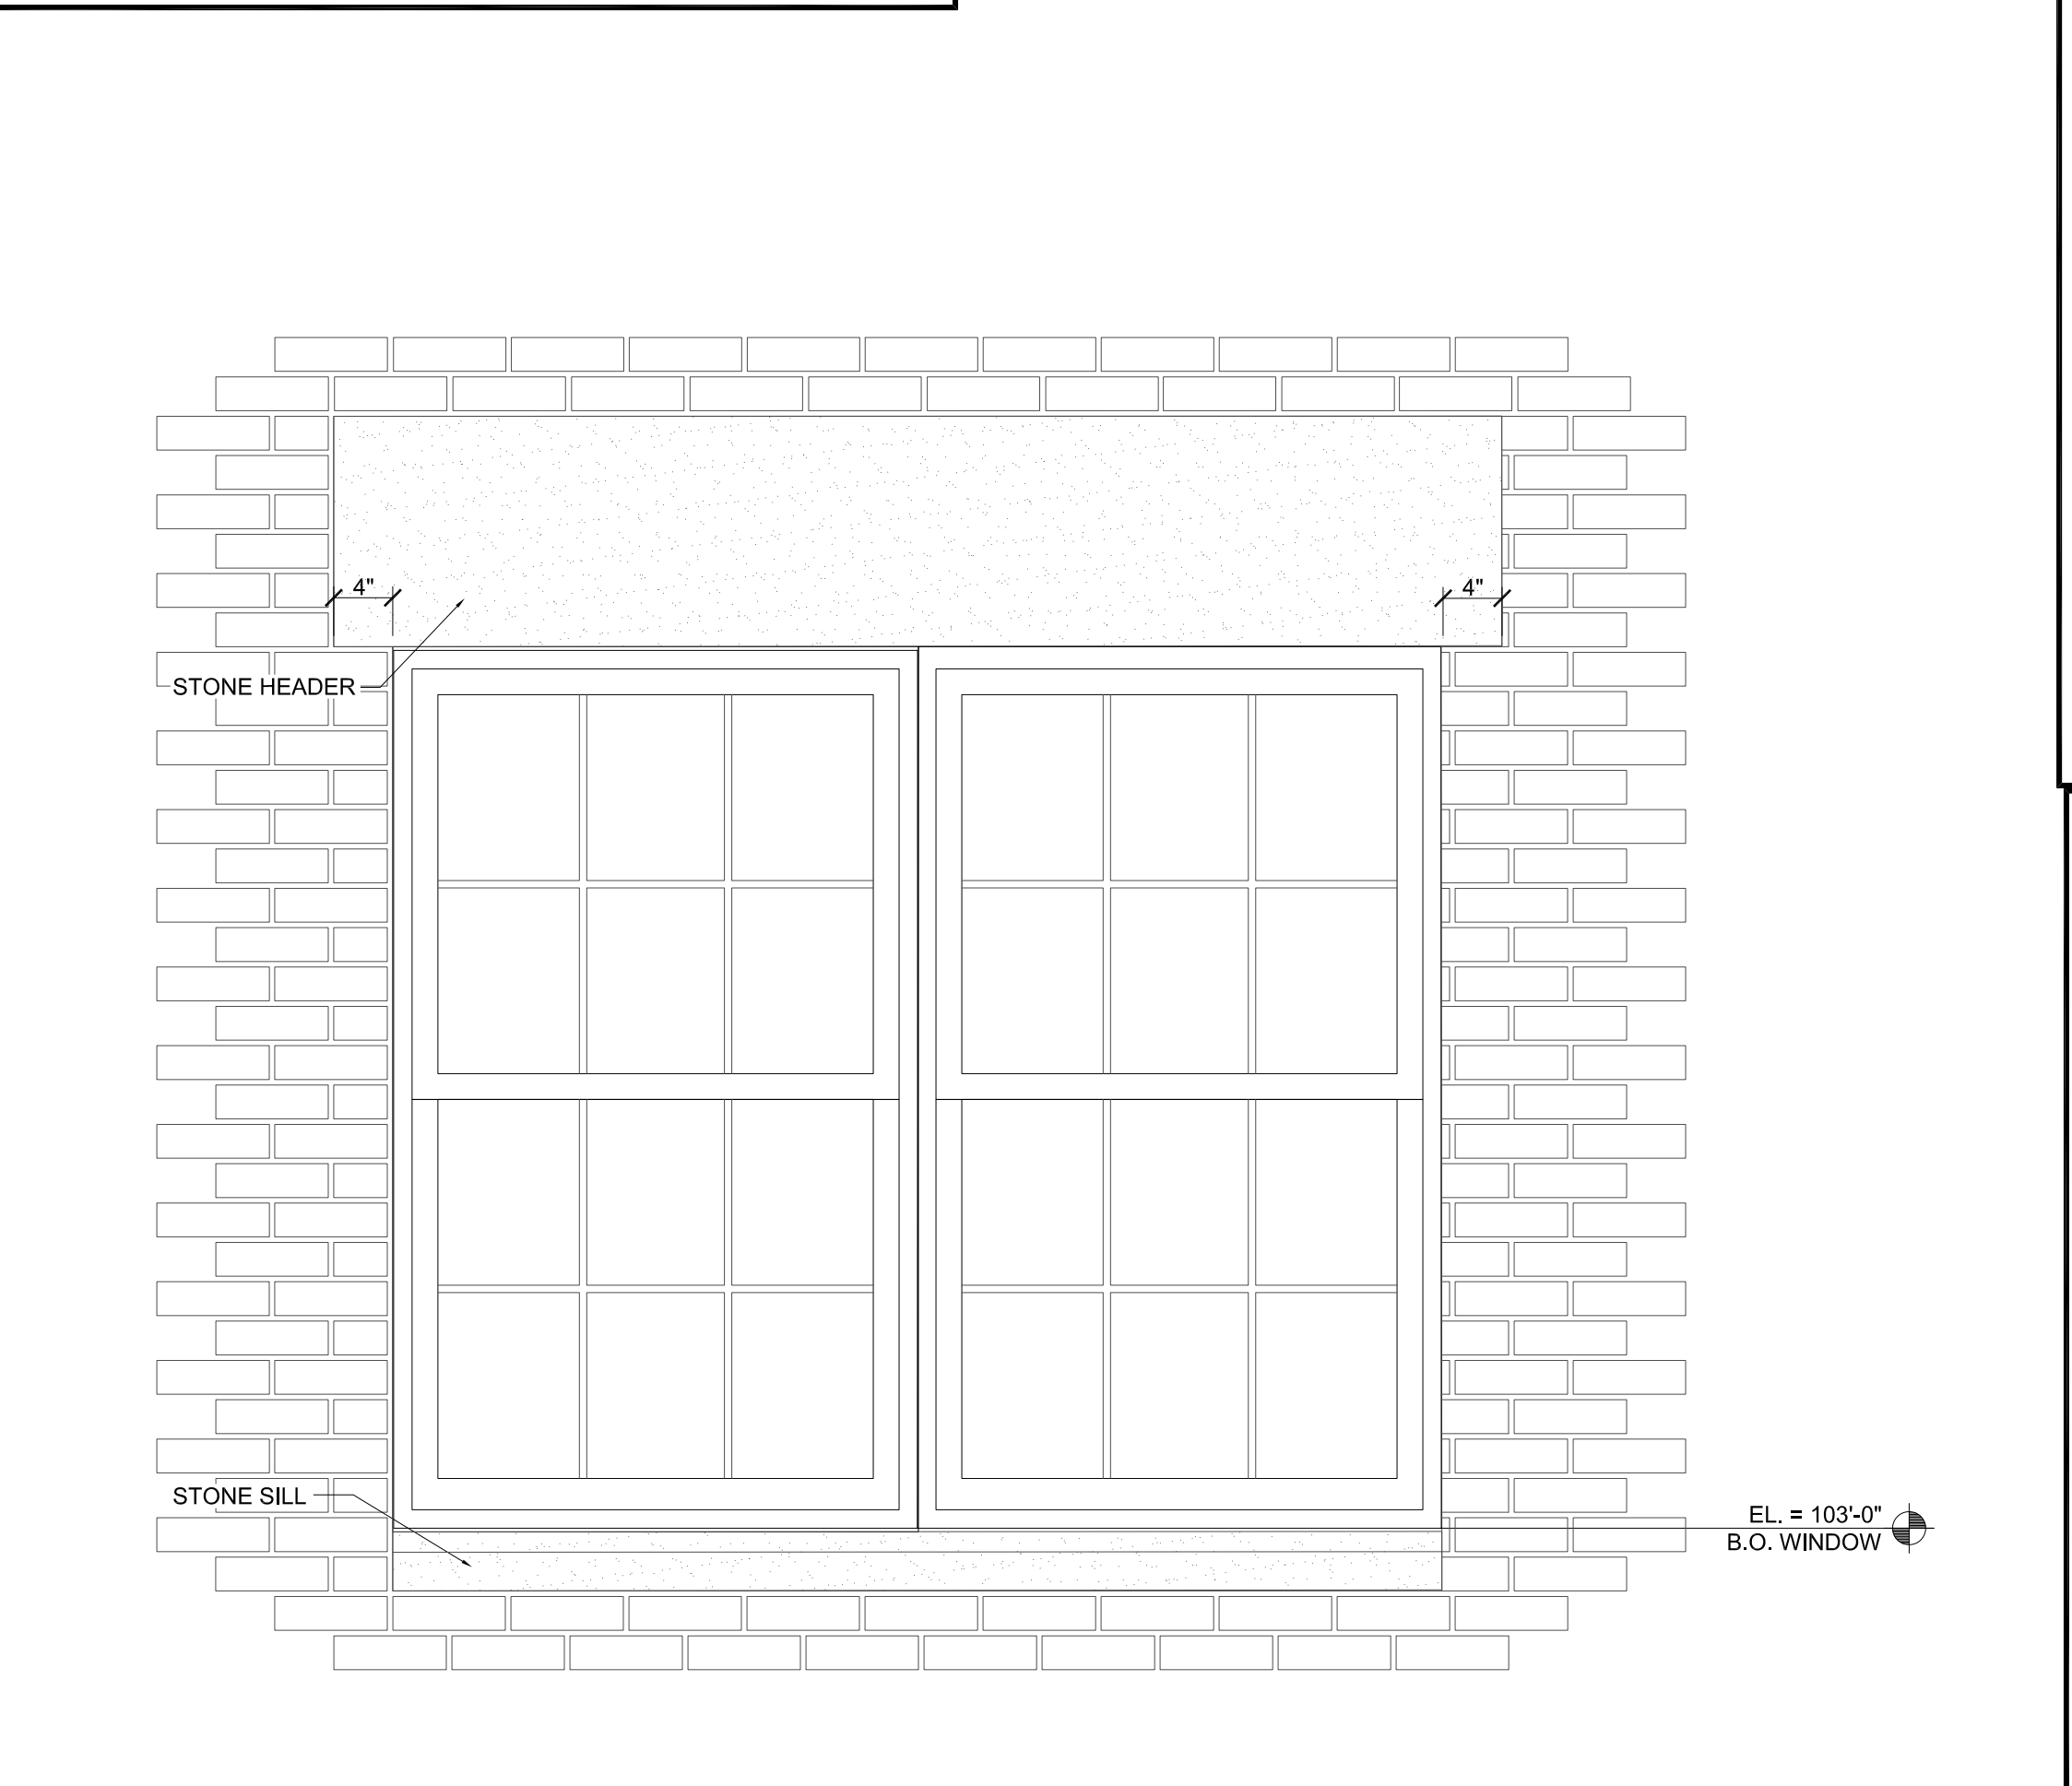 4"
4"
STONE HEADER
STONE SILL
EL. = 103'-0"
B.O. WINDOW